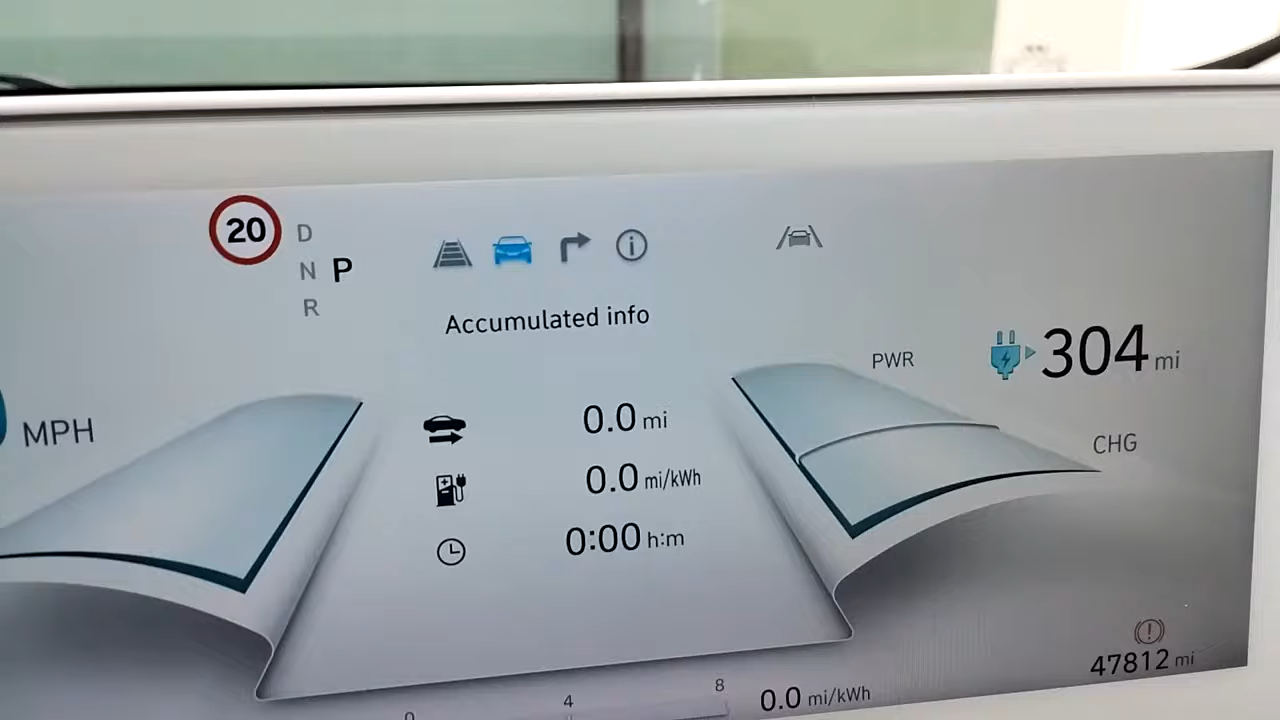 20
D
N P
R
Accumulated info
PWR
304 mi
MPH
0.0 mi
CHG
0.0 mi/kWh
0:00 h:m
47812 mi
0 4 8
0.0 mi/kWh